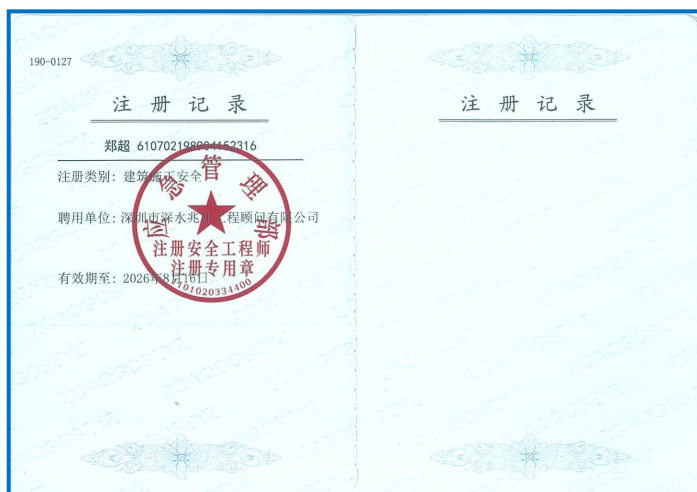 190-0127
注册记录
郑超 610702198904152316
注册类别：建筑施工安全
聘用单位：深圳市深水兆业工程顾问有限公司
有效期至：2026年8月16日
应急管理部
注册安全工程师
注册专用章
注册记录